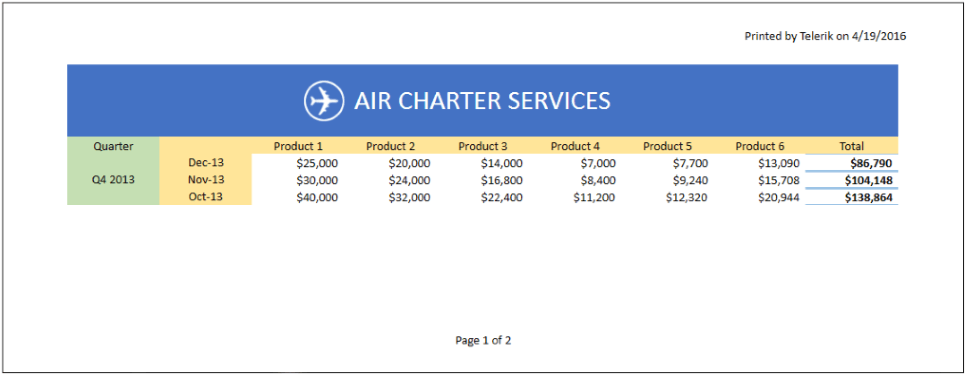 Printed by Telerik on 4/19/2016
AIR CHARTER SERVICES
Quarter Product 1 Product 2 Product 3 Product 4 Product 5 Product 6 Total
Dec-13 $25,000 $20,000 $14,000 $7,000 $7,700 $13,090 $86,790
Q4 2013 Nov-13 $30,000 $24,000 $16,800 $8,400 $9,240 $15,708 $104,148
Oct-13 $40,000 $32,000 $22,400 $11,200 $12,320 $20,944 $138,864
Page 1 of 2